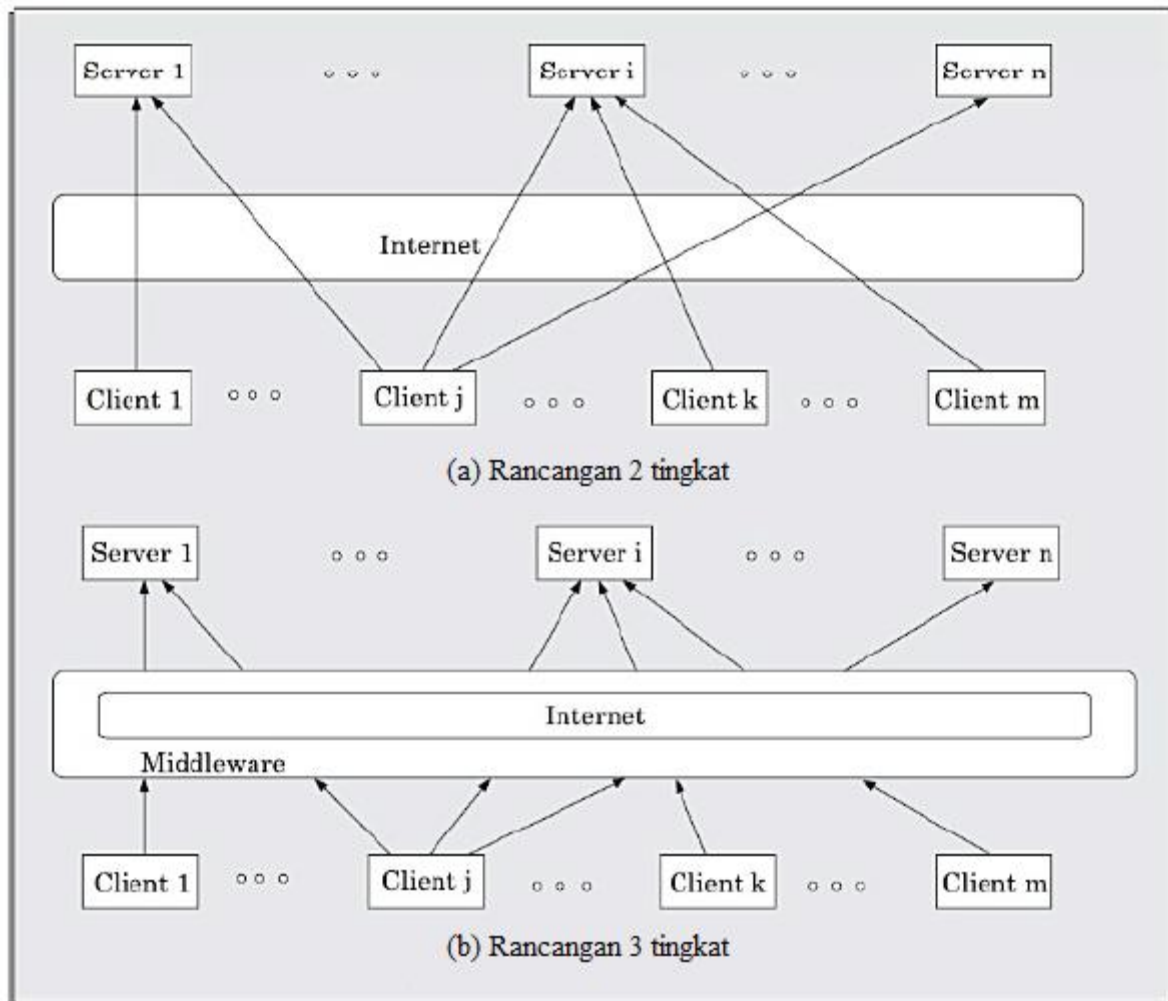 Server 1 Server i Server n
Internet
Client 1 Client j Client k Client m
(a) Rancangan 2 tingkat
Server 1 Server i Server n
Internet
Middleware
Client 1 Client j Client k Client m
(b) Rancangan 3 tingkat